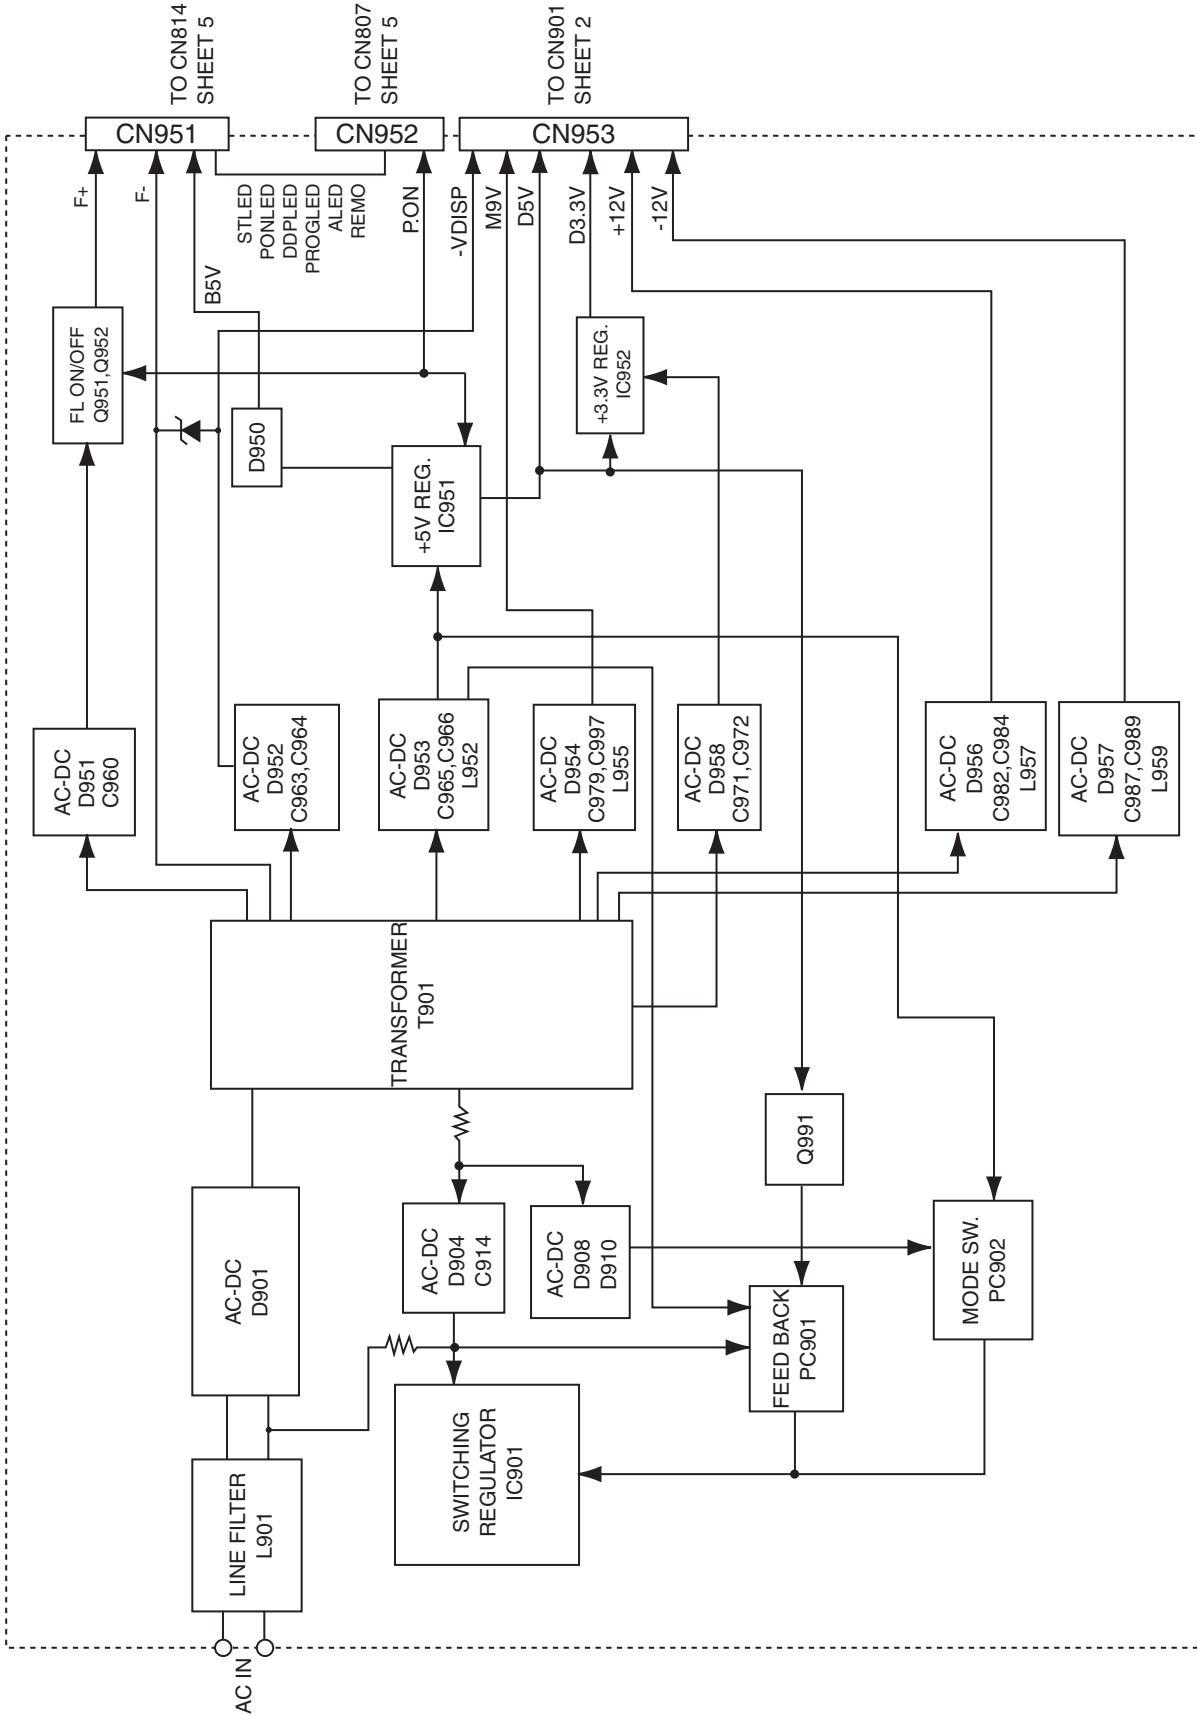 TO CN814
SHEET 5
TO CN807
SHEET 5
TO CN901
SHEET 2
CN951
CN952
CN953
F+
F-
B5V
STLED
PONLED
DDPLED
PROGLED
ALED
REMO
P.ON
-VDISP
M9V
D5V
D3.3V
+12V
-12V
FL ON/OFF
Q951,Q952
D950
+5V REG.
IC951
+3.3V REG.
IC952
AC-DC
D951
C960
AC-DC
D952
C963,C964
AC-DC
D953
C965,C966
L952
AC-DC
D954
C979,C997
L955
AC-DC
D958
C971,C972
AC-DC
D956
C982,C984
L957
AC-DC
D957
C987,C989
L959
TRANSFORMER
T901
AC-DC
D901
AC-DC
D904
C914
AC-DC
D908
D910
Q991
FEED BACK
PC901
MODE SW.
PC902
LINE FILTER
L901
SWITCHING
REGULATOR
IC901
AC IN